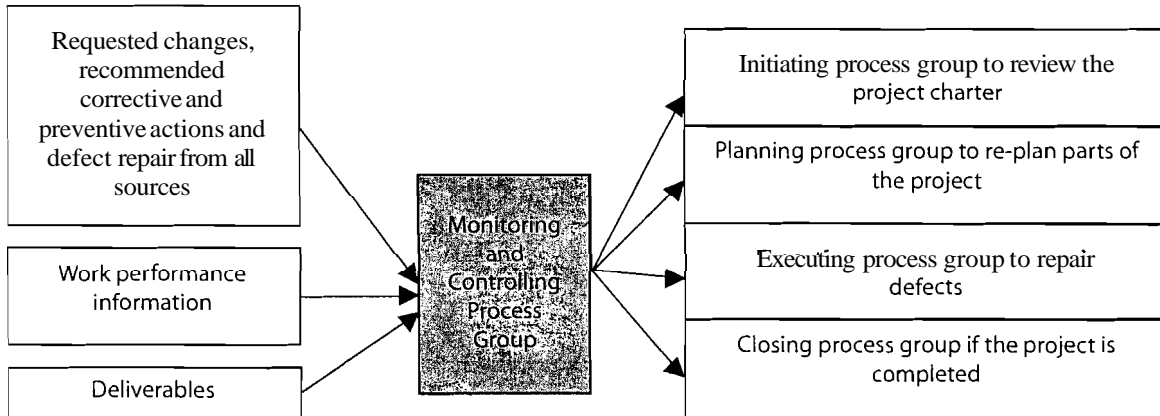 Requested changes,
recommended
corrective and
preventive actions and
defect repair from all
sources
Work performance
information
Deliverables
Monitoring
and
Controlling
Process
Group
Initiating process group to review the
project charter
Planning process group to re-plan parts of
the project
Executing process group to repair
defects
Closing process group if the project is
completed